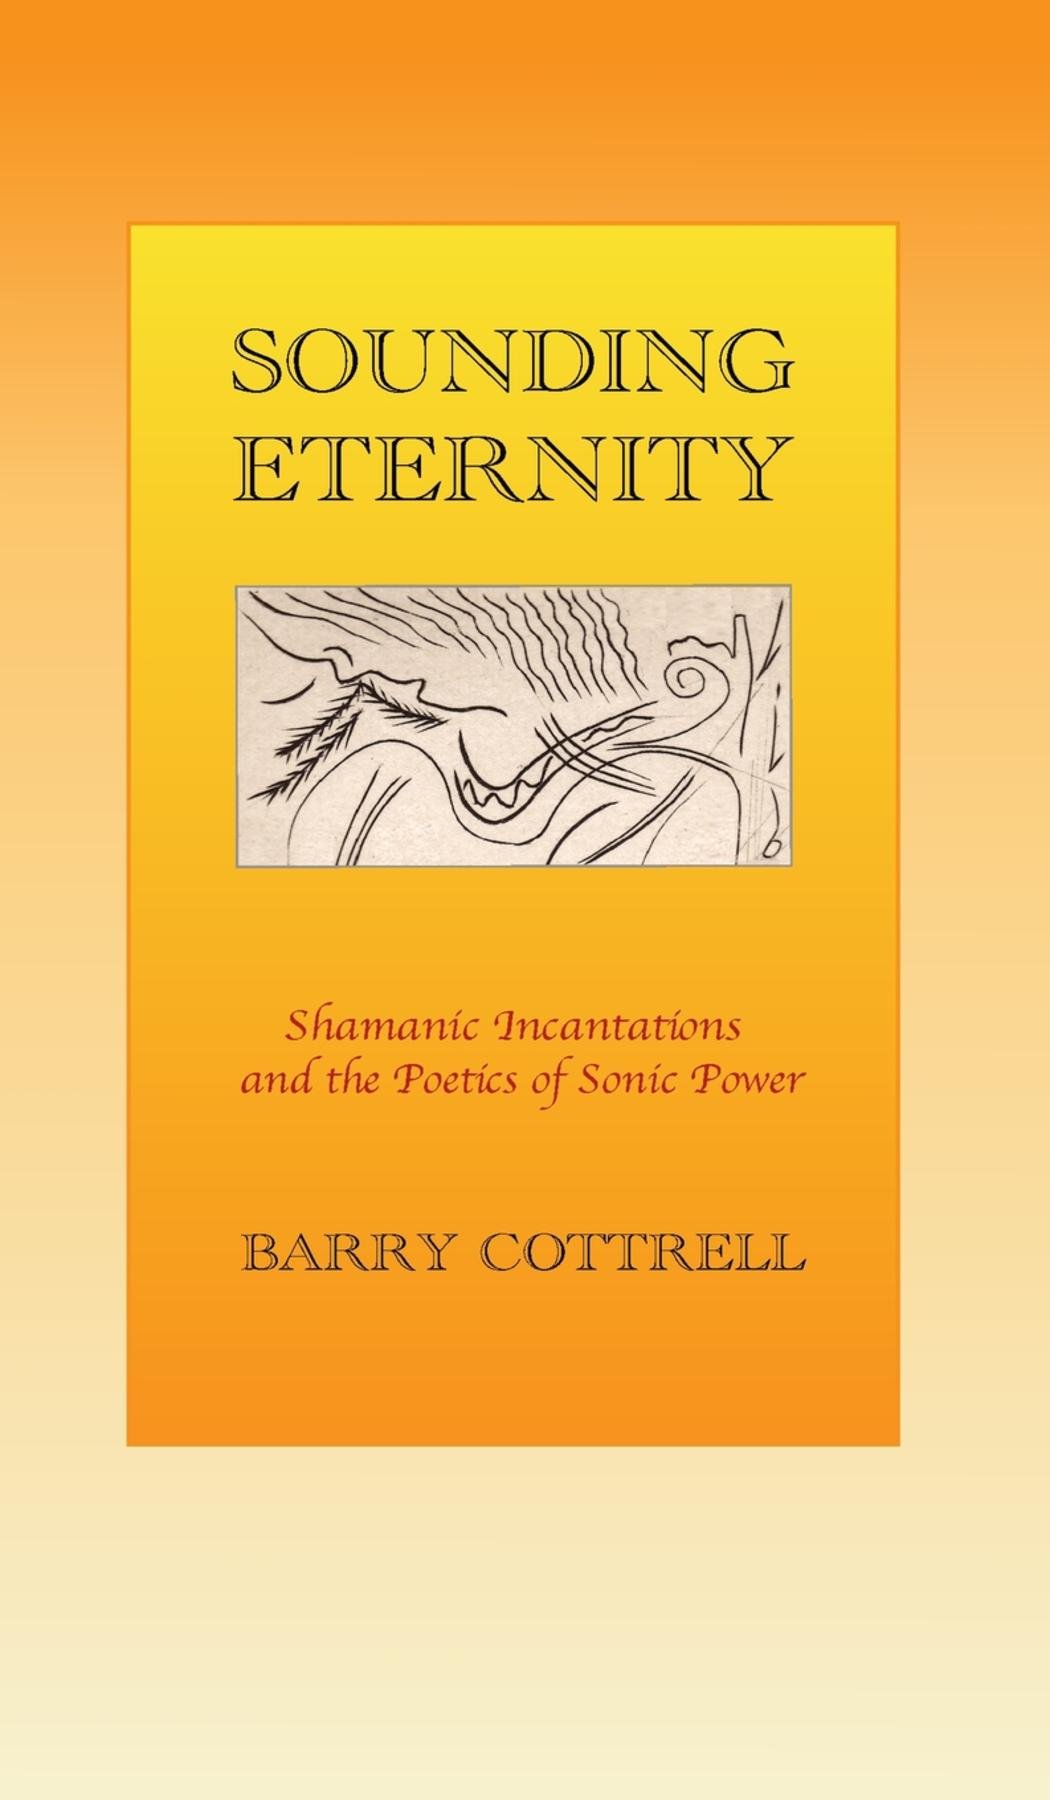 SOUNDING
ETERNITY
Shamanic Incantations
and the Poetics of Sonic Power
BARRY COTTRELL